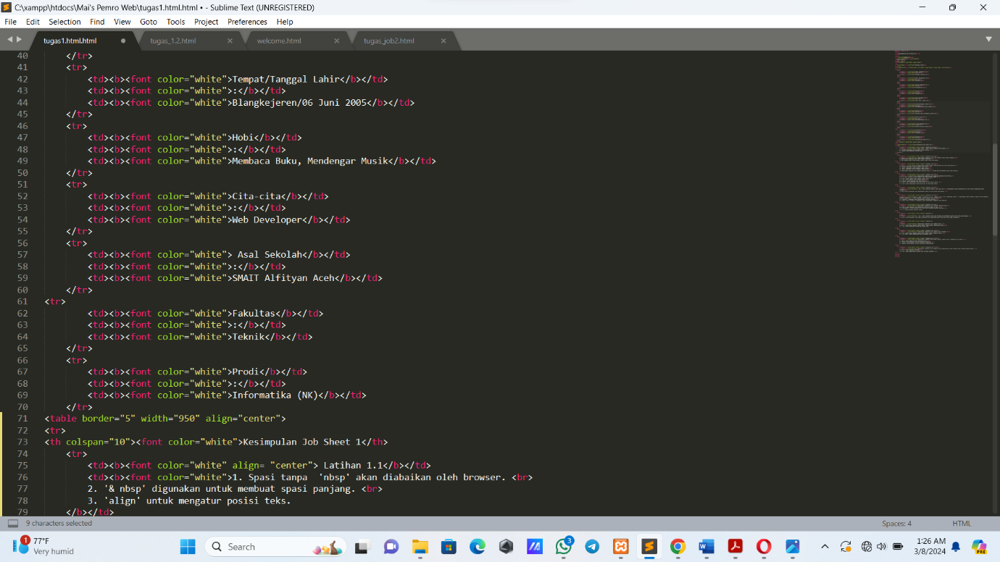 C:\xampp\htdocs\Mai's Pemro Web\tugas1.html.html • - Sublime Text (UNREGISTERED)
File Edit Selection Find View Goto Tools Project Preferences Help
tugas1.html.html tugas_1.2.html welcome.html tugas_job2.html
40 </tr>
41 <tr>
42 <td><b><font color="white">Tempat/Tanggal Lahir</b></td>
43 <td><b><font color="white">:</b></td>
44 <td><b><font color="white">Blangkejeren/06 Juni 2005</b></td>
45 </tr>
46 <tr>
47 <td><b><font color="white">Hobi</b></td>
48 <td><b><font color="white">:</b></td>
49 <td><b><font color="white">Membaca Buku, Mendengar Musik</b></td>
50 </tr>
51 <tr>
52 <td><b><font color="white">Cita-cita</b></td>
53 <td><b><font color="white">:</b></td>
54 <td><b><font color="white">Web Developer</b></td>
55 </tr>
56 <tr>
57 <td><b><font color="white"> Asal Sekolah</b></td>
58 <td><b><font color="white">:</b></td>
59 <td><b><font color="white">SMAIT Alfityan Aceh</b></td>
60 </tr>
61 <tr>
62 <td><b><font color="white">Fakultas</b></td>
63 <td><b><font color="white">:</b></td>
64 <td><b><font color="white">Teknik</b></td>
65 </tr>
66 <tr>
67 <td><b><font color="white">Prodi</b></td>
68 <td><b><font color="white">:</b></td>
69 <td><b><font color="white">Informatika (NK)</b></td>
70 </tr>
71 <table border="5" width="950" align="center">
72 <tr>
73 <th colspan="10"><font color="white">Kesimpulan Job Sheet 1</th>
74 <tr>
75 <td><b><font color="white" align= "center"> Latihan 1.1</b></td>
76 <td><b><font color="white">1. Spasi tanpa  'nbsp' akan diabaikan oleh browser. <br>
77 2. '& nbsp' digunakan untuk membuat spasi panjang. <br>
78 3. 'align' untuk mengatur posisi teks.
79 </b></td>
9 characters selected Spaces: 4 HTML
1 77°F
Very humid
Search
3
PRE
1:26 AM
3/8/2024